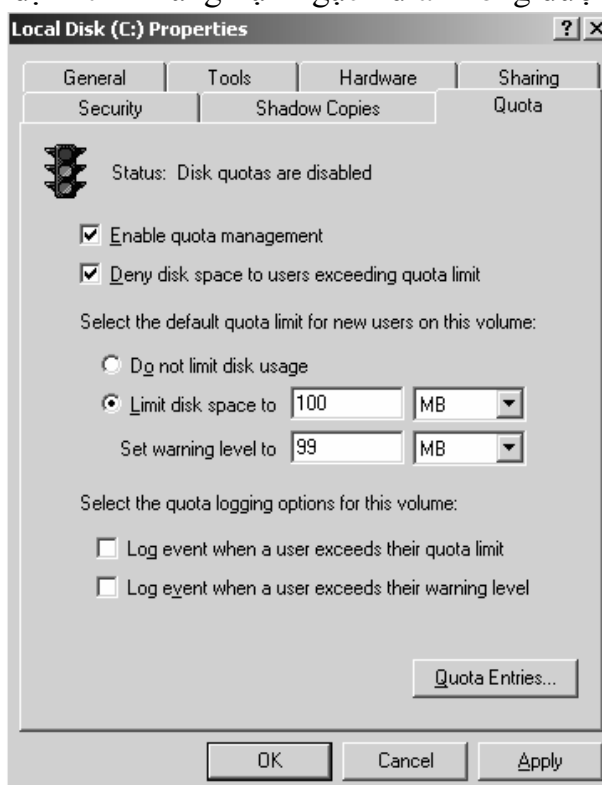 Local Disk (C:) Properties
General Tools Hardware Sharing
Security Shadow Copies Quota
Status: Disk quotas are disabled
Enable quota management
Deny disk space to users exceeding quota limit
Select the default quota limit for new users on this volume:
Do not limit disk usage
Limit disk space to 100 MB
Set warning level to 99 MB
Select the quota logging options for this volume:
Log event when a user exceeds their quota limit
Log event when a user exceeds their warning level
Quota Entries...
OK Cancel Apply